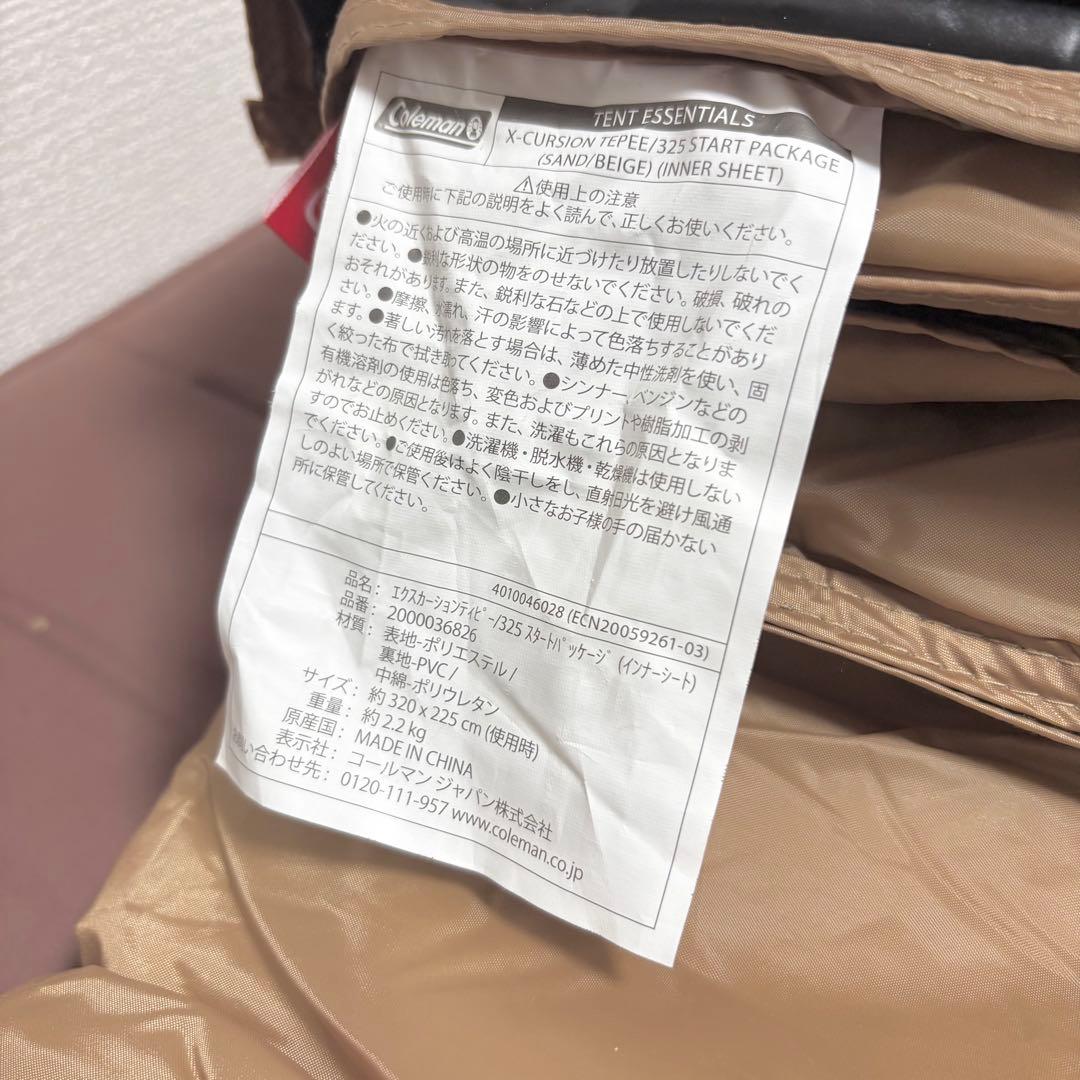 Coleman
TENT ESSENTIALS
X-CURSION TEPEE/325 START PACKAGE
(SAND/BEIGE) (INNER SHEET)
⚠使用上の注意
ご使用時に下記の説明をよく読んで、正しくお使いください。
●火の近くおよび高温の場所に近づけたり放置したりしないでく
ださい。●鋭利な形状の物をのせないでください。破損、破れの
おそれがあります。また、鋭利な石などの上で使用しないでくだ
さい。●摩擦、水濡れ、汗の影響によって色落ちすることがあり
ます。●著しい汚れを落とす場合は、薄めた中性洗剤を使い、固
く絞った布で拭き取ってください。●シンナー、ベンジンなどの
有機溶剤の使用は色落ち、変色およびプリントや樹脂加工の剥
がれなどの原因となります。また、洗濯もこれらの原因となりま
すのでお止めください。●洗濯機・脱水機・乾燥機は使用しない
でください。●ご使用後はよく陰干しをし、直射日光を避け風通
しのよい場所で保管ください。●小さなお子様の手の届かない
所に保管してください。
4010046028 (ECN20059261-03)
品名：エクスカーションティピー/325 スタートパッケージ (インナーシート)
品番：2000036826
材質：表地-ポリエステル /
裏地-PVC /
中綿-ポリウレタン
サイズ：約 320 x 225 cm (使用時)
重量：約 2.2 kg
原産国：MADE IN CHINA
表示社：コールマン ジャパン株式会社
お問い合わせ先：0120-111-957 www.coleman.co.jp